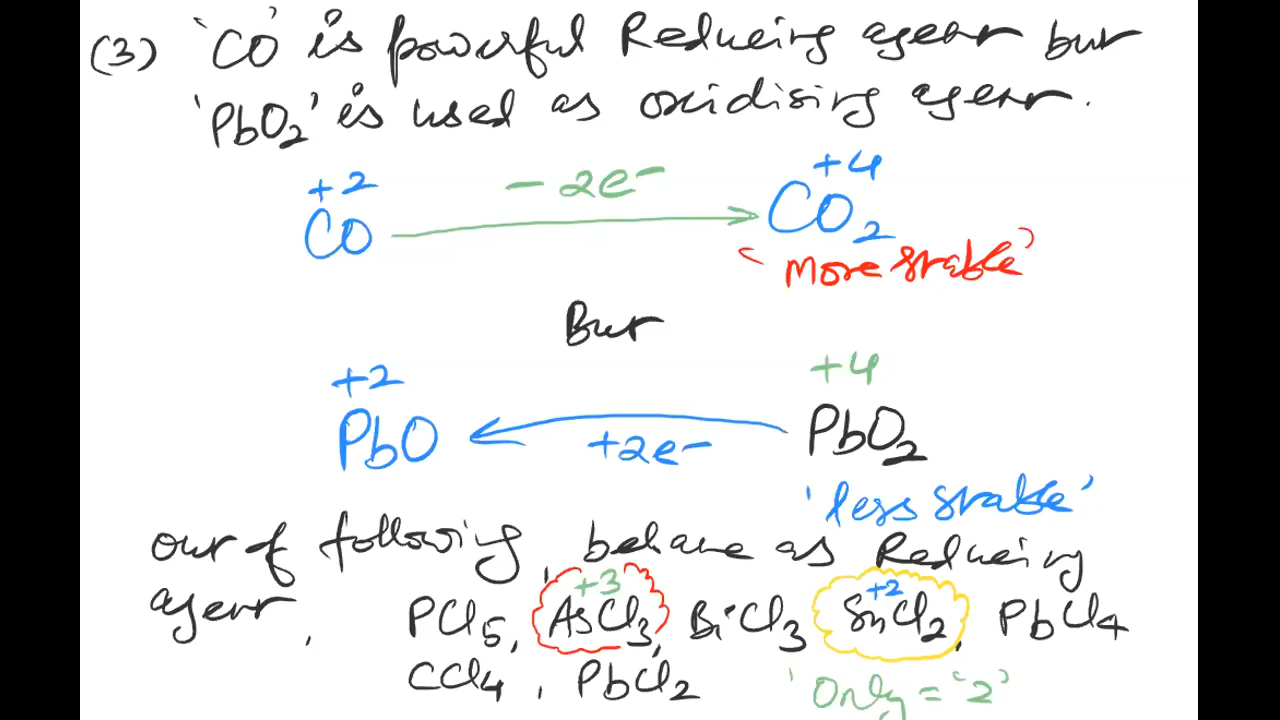 (3) 'CO' is powerful Reducing agent but
'PbO2' is used as oxidising agent.
+2 - 2e- +4
CO CO2
'More stable'
But
+2 +4
PbO +2e- PbO2
'less stable'
out of following, behave as Reducing
agent,
+3 +2
PCl5, AsCl3, BiCl3 SnCl2, PbCl4
CCl4, PbCl2 'Only = '2'